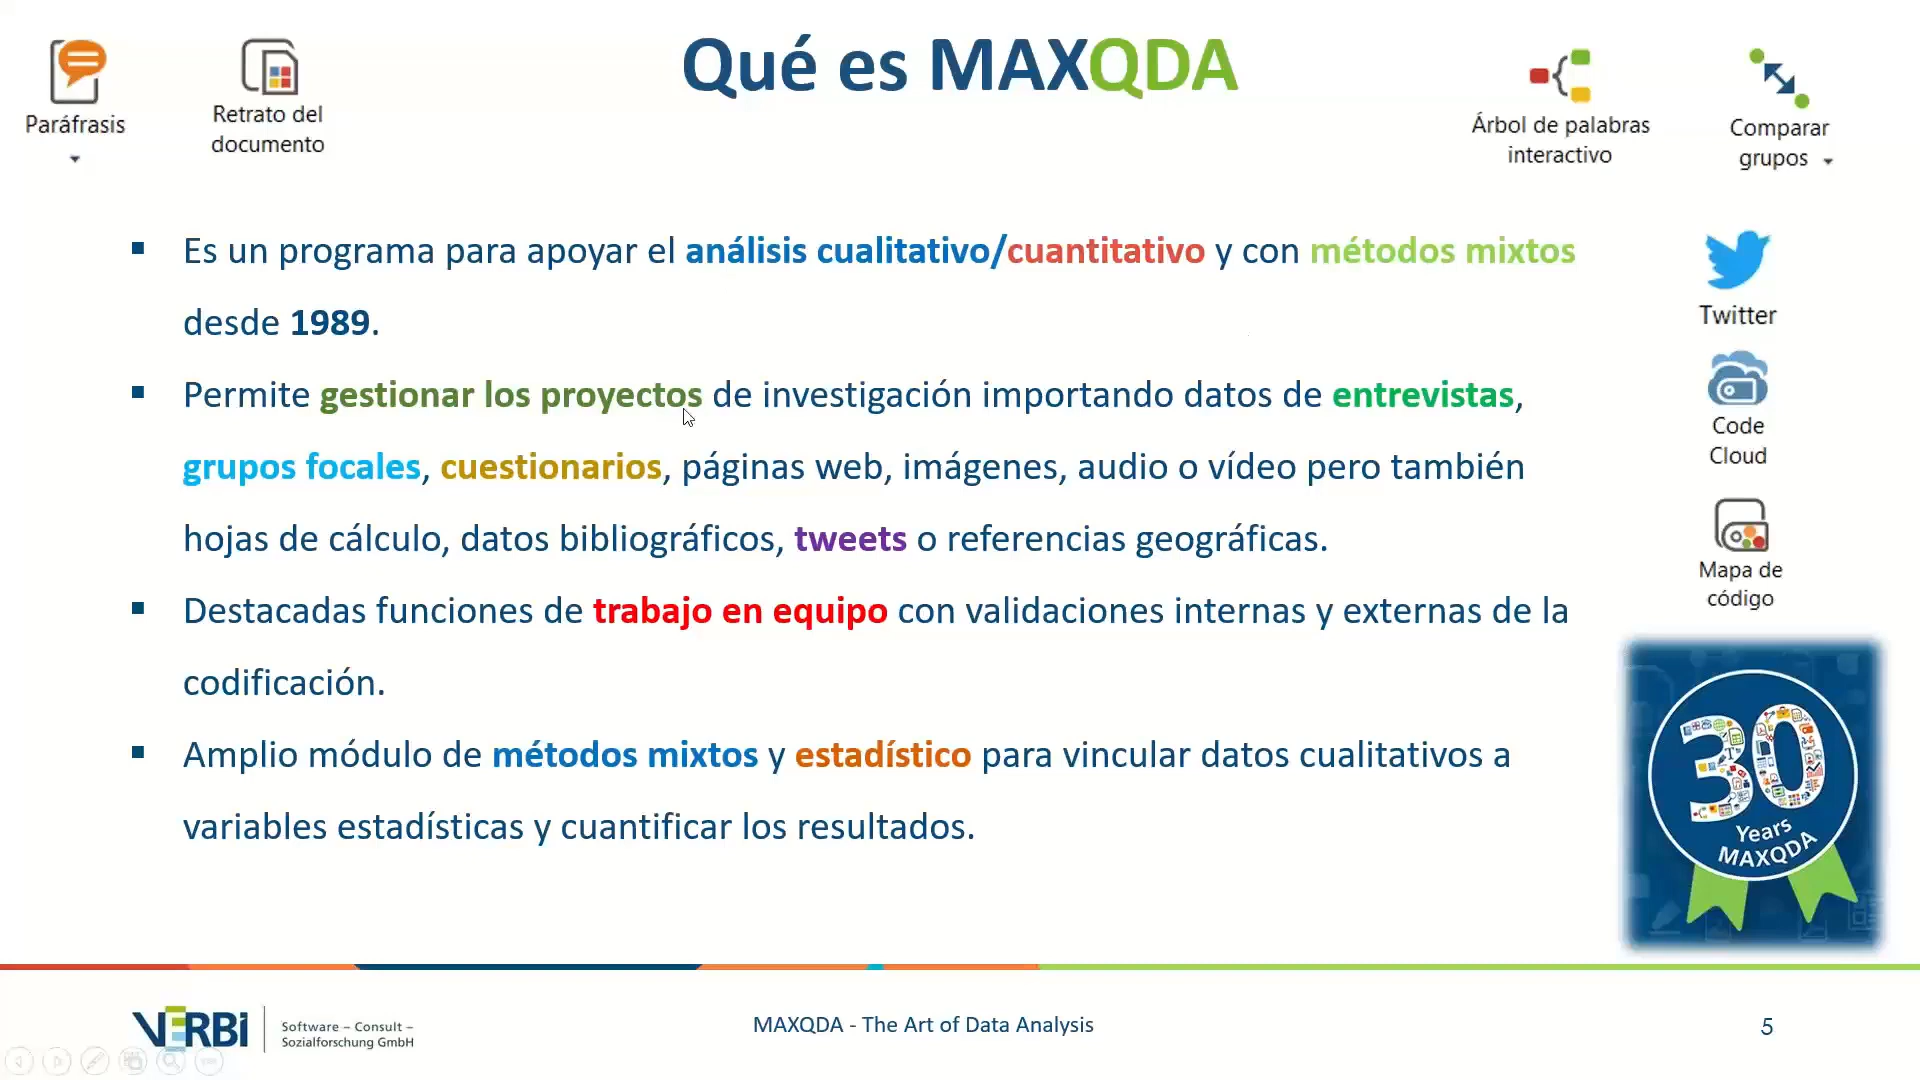 Qué es MAXQDA
Paráfrasis
Retrato del
documento
Árbol de palabras
interactivo
Comparar
grupos
▪ Es un programa para apoyar el análisis cualitativo/cuantitativo y con métodos mixtos
desde 1989.
▪ Permite gestionar los proyectos de investigación importando datos de entrevistas,
grupos focales, cuestionarios, páginas web, imágenes, audio o vídeo pero también
hojas de cálculo, datos bibliográficos, tweets o referencias geográficas.
▪ Destacadas funciones de trabajo en equipo con validaciones internas y externas de la
codificación.
▪ Amplio módulo de métodos mixtos y estadístico para vincular datos cualitativos a
variables estadísticas y cuantificar los resultados.
Twitter
Code
Cloud
Mapa de
código
30
Years
MAXQDA
VERBI
Software – Consult –
Sozialforschung GmbH
MAXQDA - The Art of Data Analysis
5